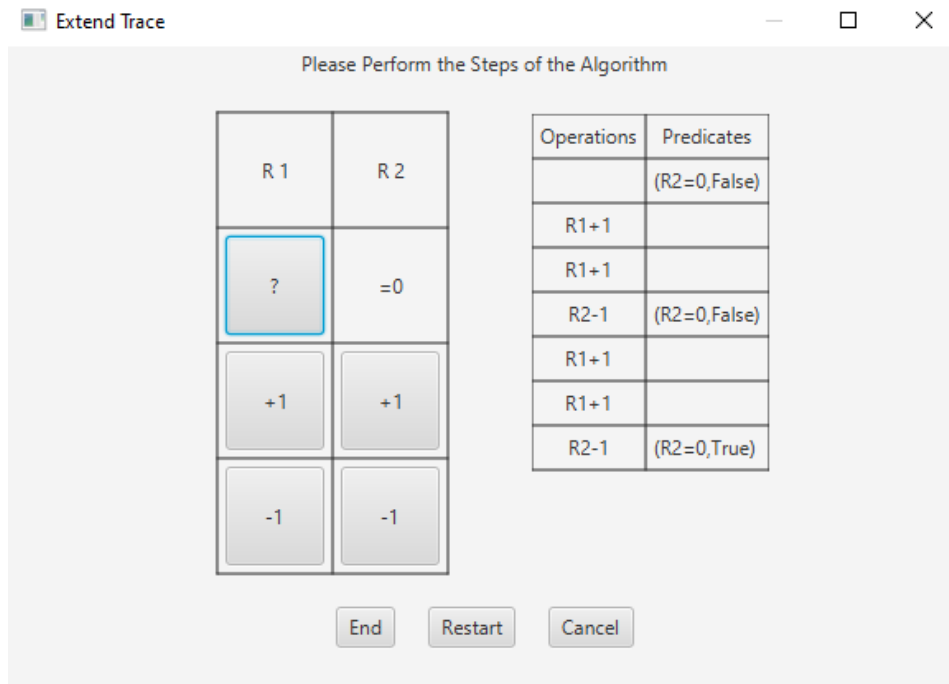 Extend Trace
Please Perform the Steps of the Algorithm
R 1 R 2
? =0
+1 +1
-1 -1
Operations Predicates
(R2=0,False)
R1+1
R1+1
R2-1 (R2=0,False)
R1+1
R1+1
R2-1 (R2=0,True)
End Restart Cancel